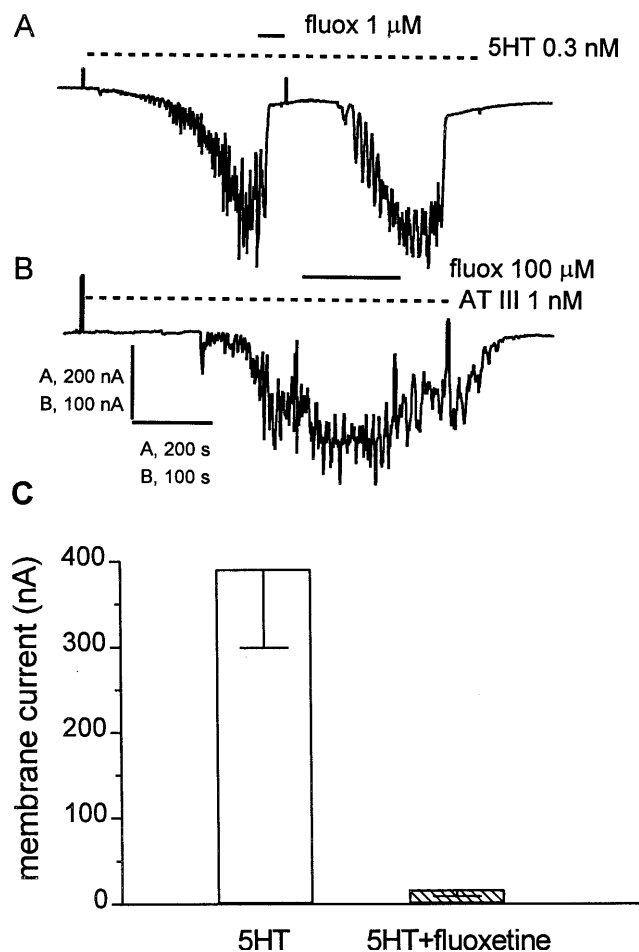 A
fluox 1 μM
5HT 0.3 nM
B
fluox 100 μM
AT III 1 nM
A, 200 nA
B, 100 nA
A, 200 s
B, 100 s
C
membrane current (nA)
400
300
200
100
0
5HT
5HT+fluoxetine